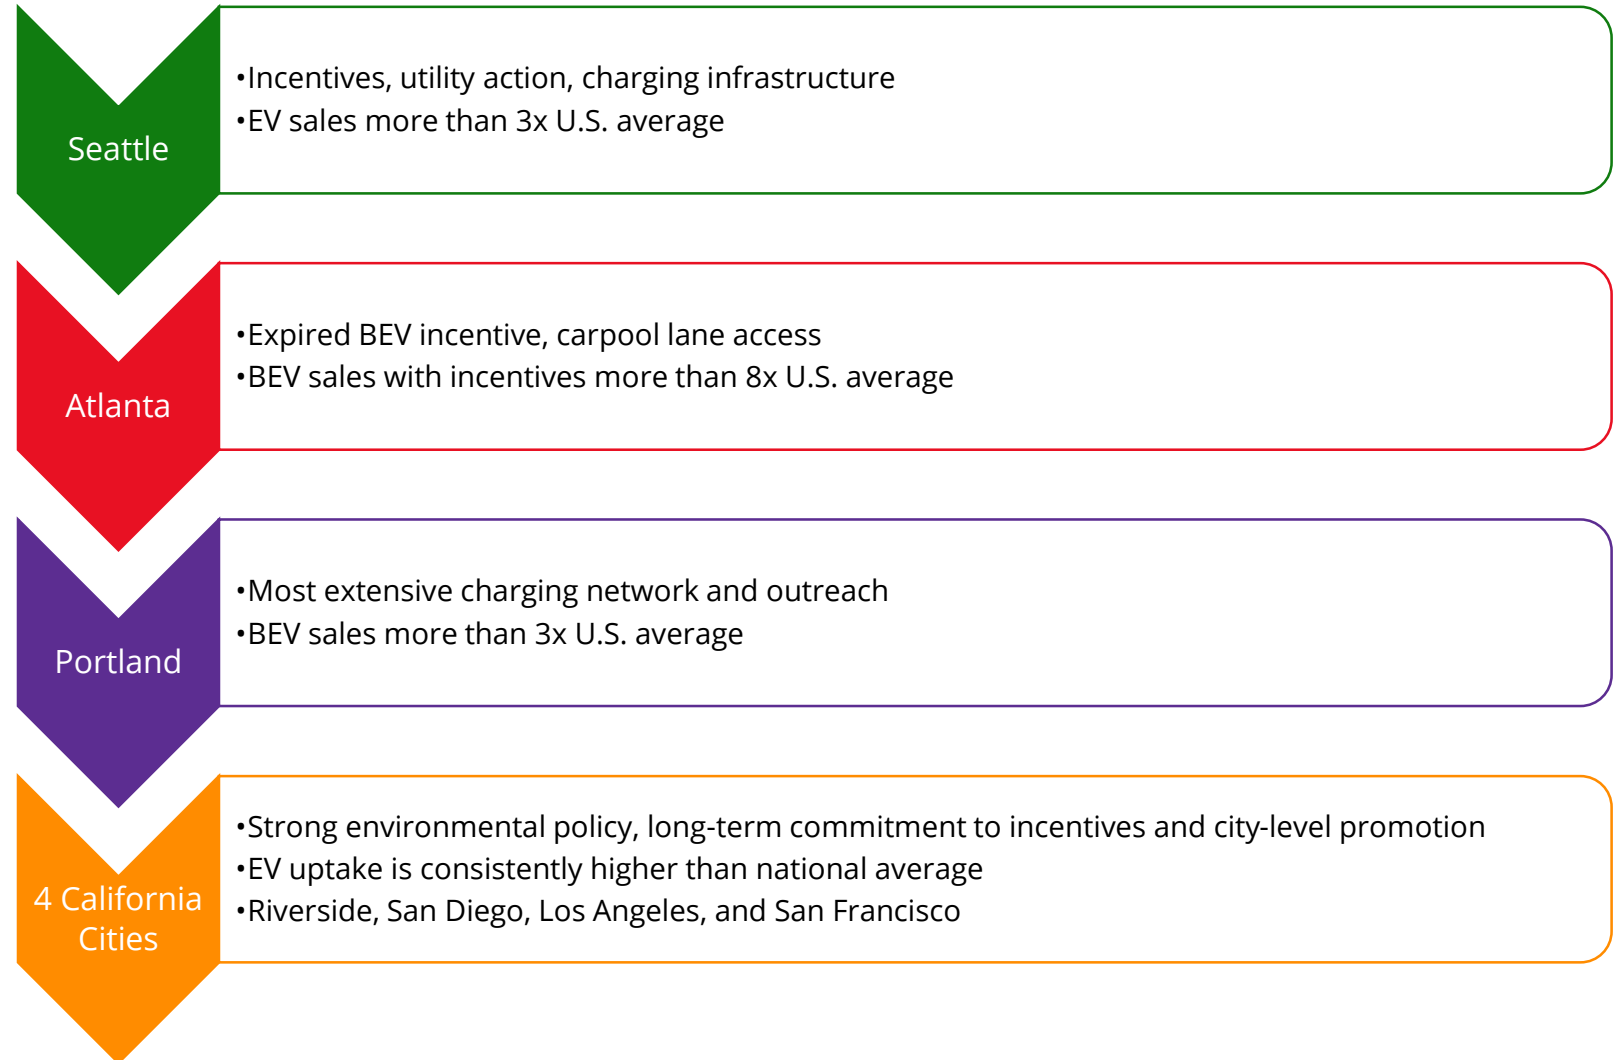 Seattle
•Incentives, utility action, charging infrastructure
•EV sales more than 3x U.S. average
Atlanta
•Expired BEV incentive, carpool lane access
•BEV sales with incentives more than 8x U.S. average
Portland
•Most extensive charging network and outreach
•BEV sales more than 3x U.S. average
4 California
Cities
•Strong environmental policy, long-term commitment to incentives and city-level promotion
•EV uptake is consistently higher than national average
•Riverside, San Diego, Los Angeles, and San Francisco